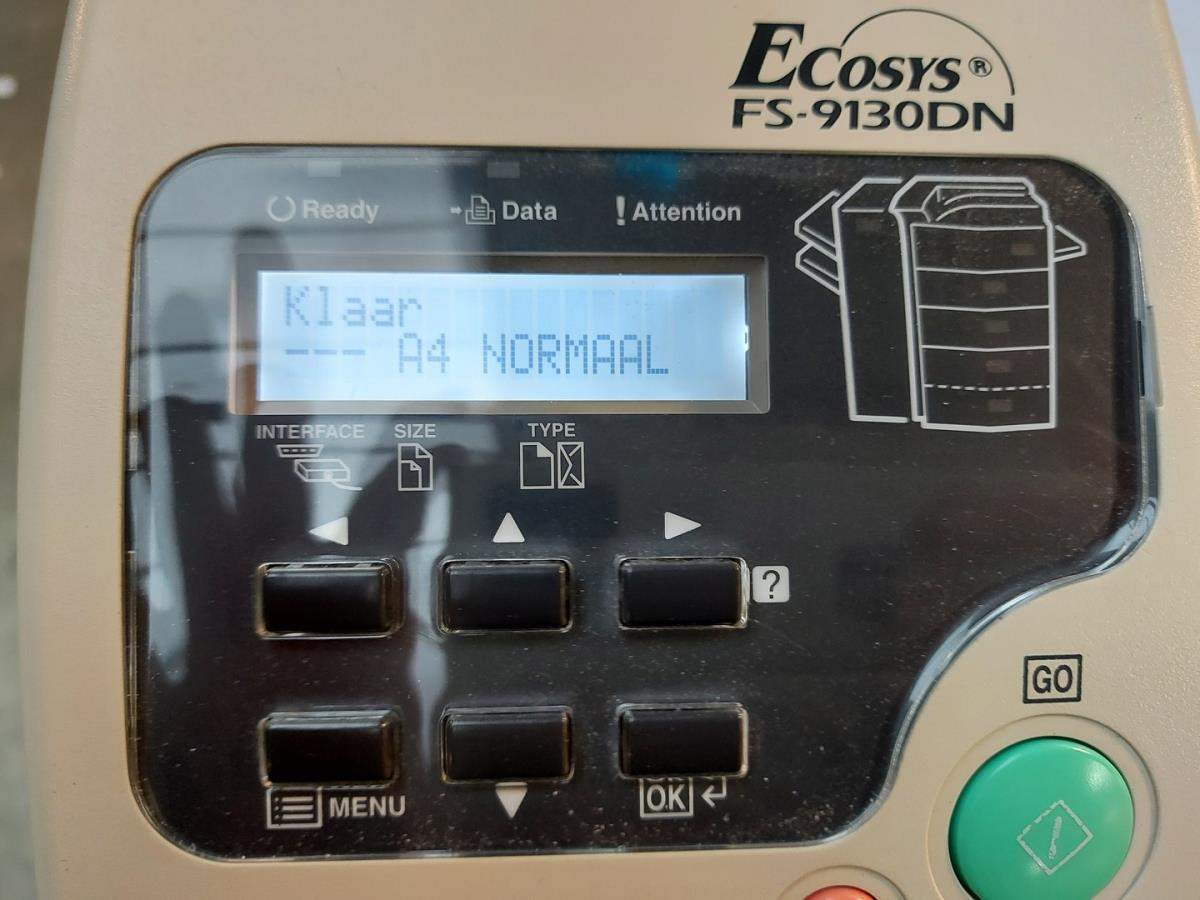 ECOSYS®
FS-9130DN
Ready
Data
! Attention
Klaar
--- A4 NORMAAL
INTERFACE
SIZE
TYPE
?
GO
MENU
OK